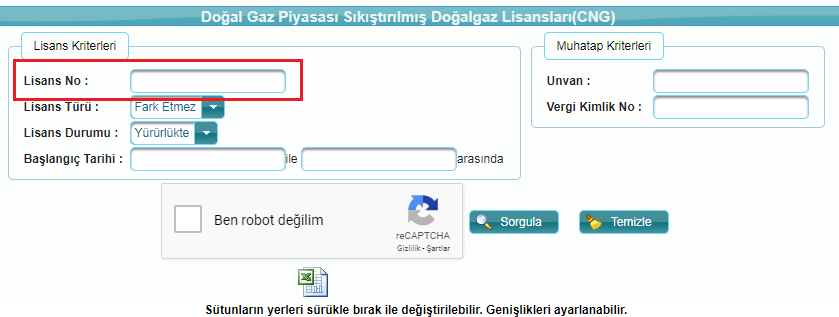 Doğal Gaz Piyasası Sıkıştırılmış Doğalgaz Lisansları(CNG)
Lisans Kriterleri
Lisans No :
Lisans Türü : Fark Etmez
Lisans Durumu : Yürürlükte
Başlangıç Tarihi : ile arasında
Muhatap Kriterleri
Unvan :
Vergi Kimlik No :
Ben robot değilim
reCAPTCHA
Gizlilik - Şartlar
Sorgula
Temizle
Sütunların yerleri sürükle bırak ile değiştirilebilir. Genişlikleri ayarlanabilir.